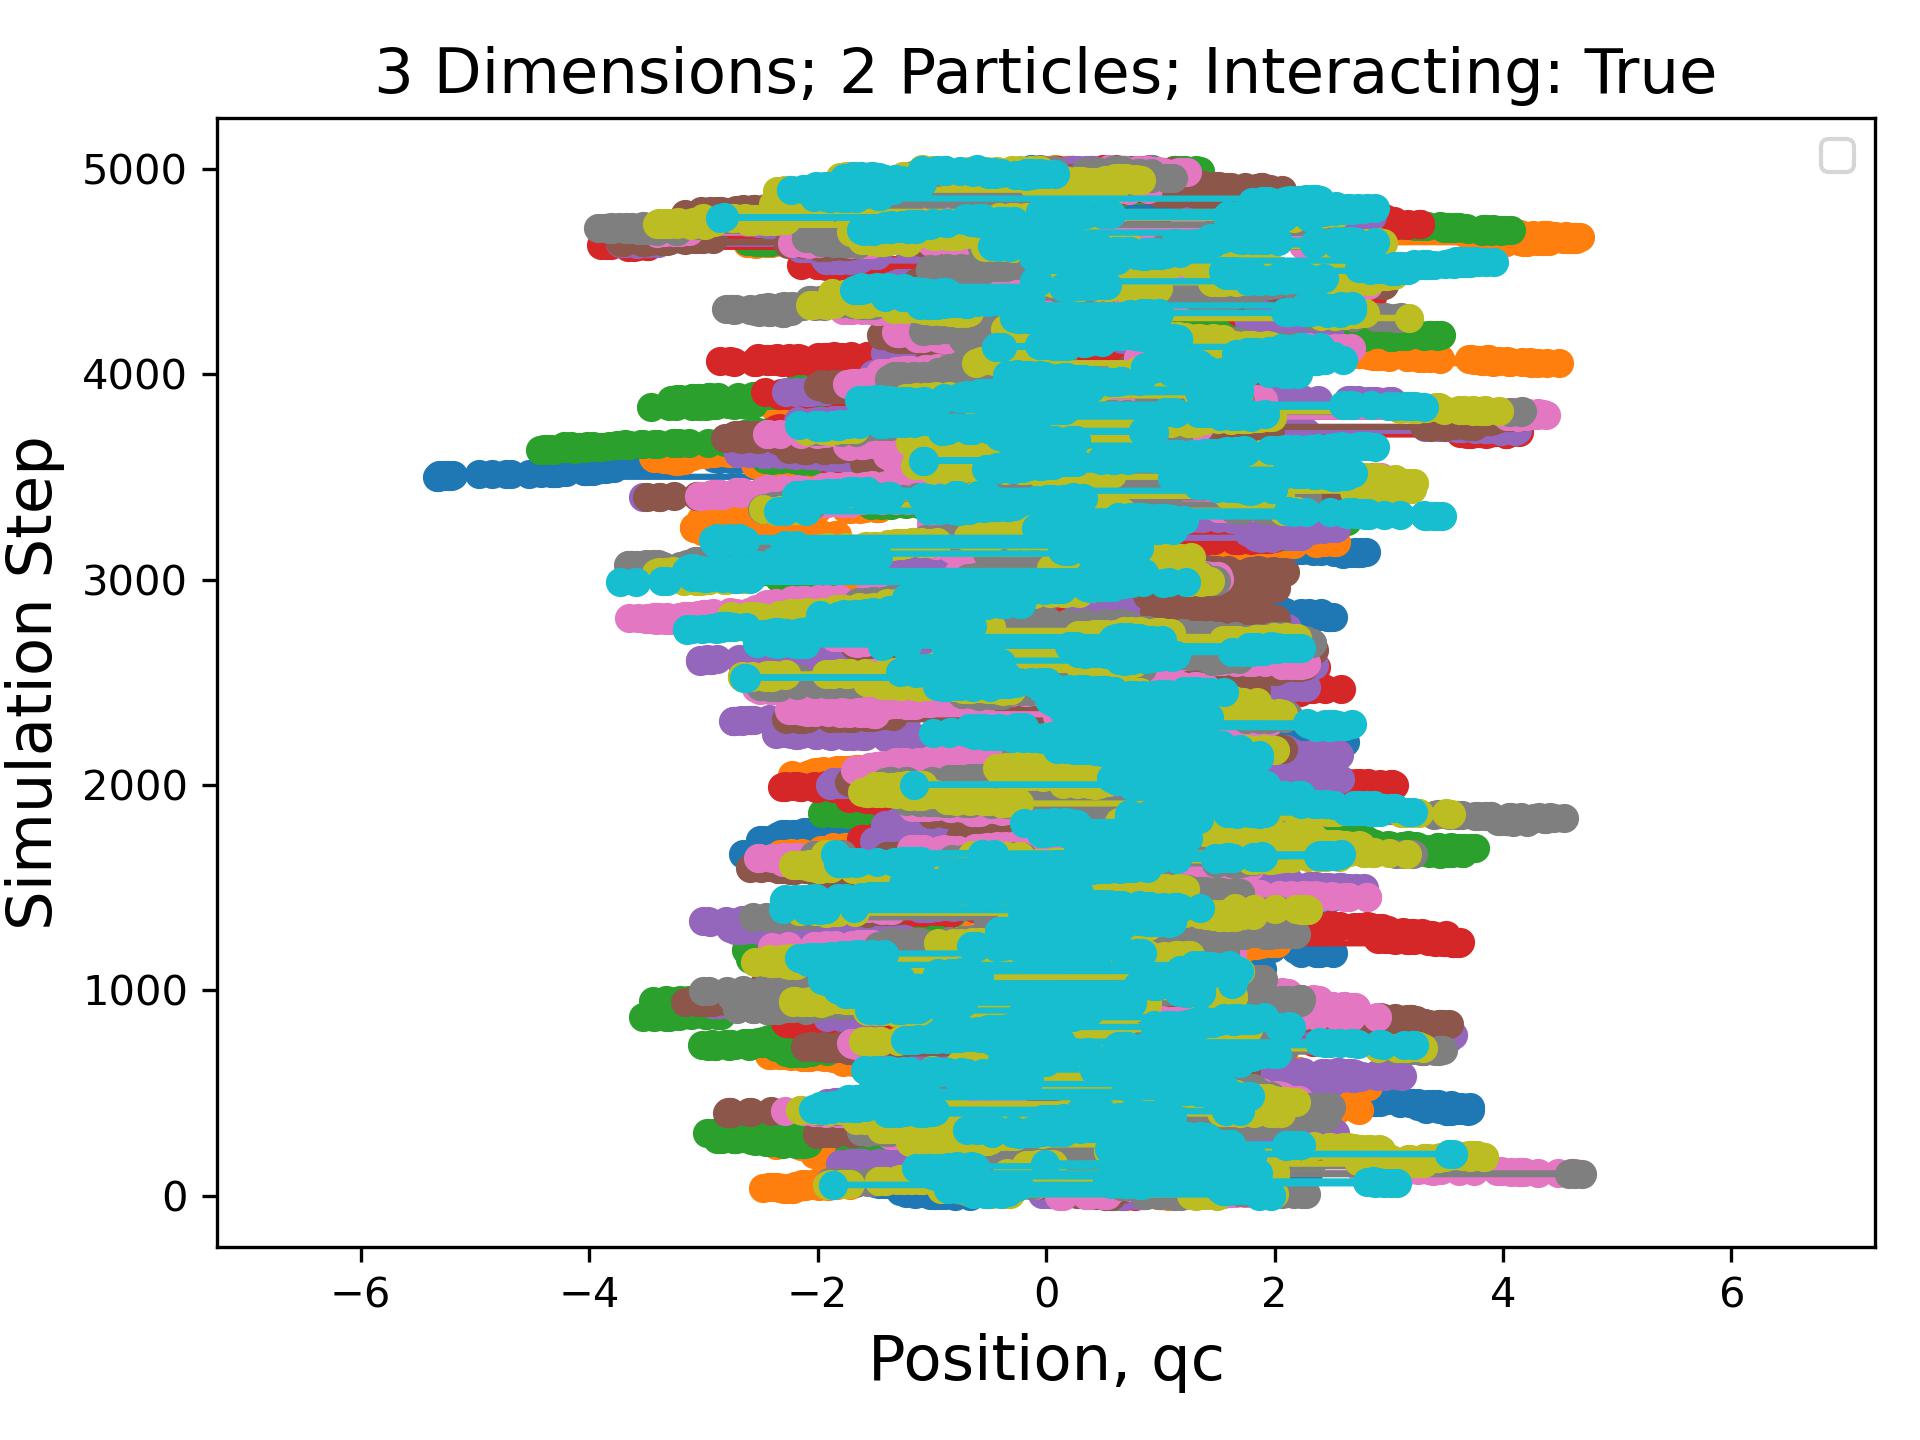 3 Dimensions; 2 Particles; Interacting: True
Simulation Step
5000
4000
3000
2000
1000
0
−6 −4 −2 0 2 4 6
Position, qc